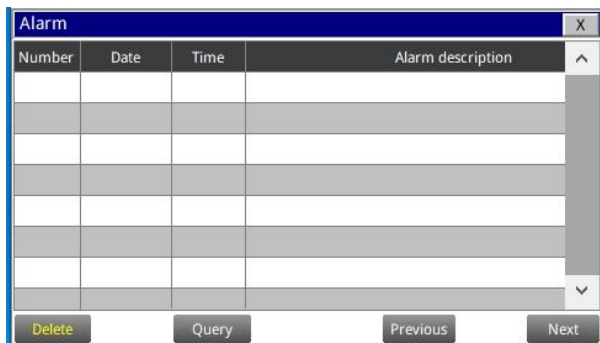 Alarm X
Number Date Time Alarm description
Delete Query Previous Next